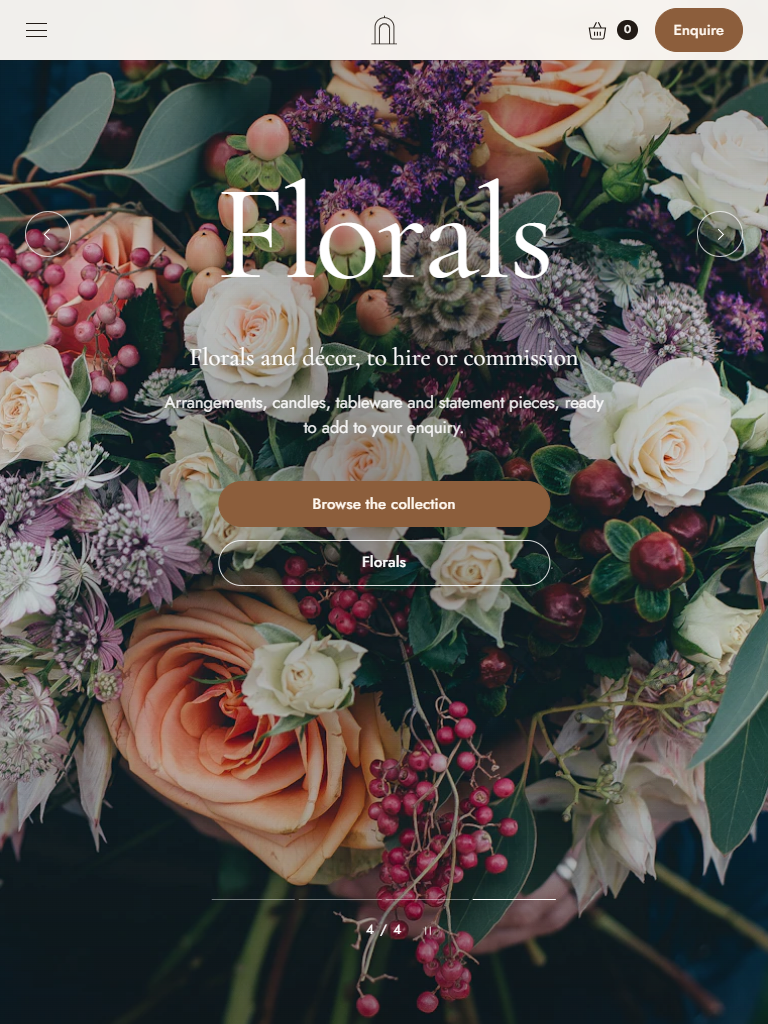 0
Enquire
Florals
Florals and décor, to hire or commission
Arrangements, candles, tableware and statement pieces, ready
to add to your enquiry.
Browse the collection
Florals
4 / 4